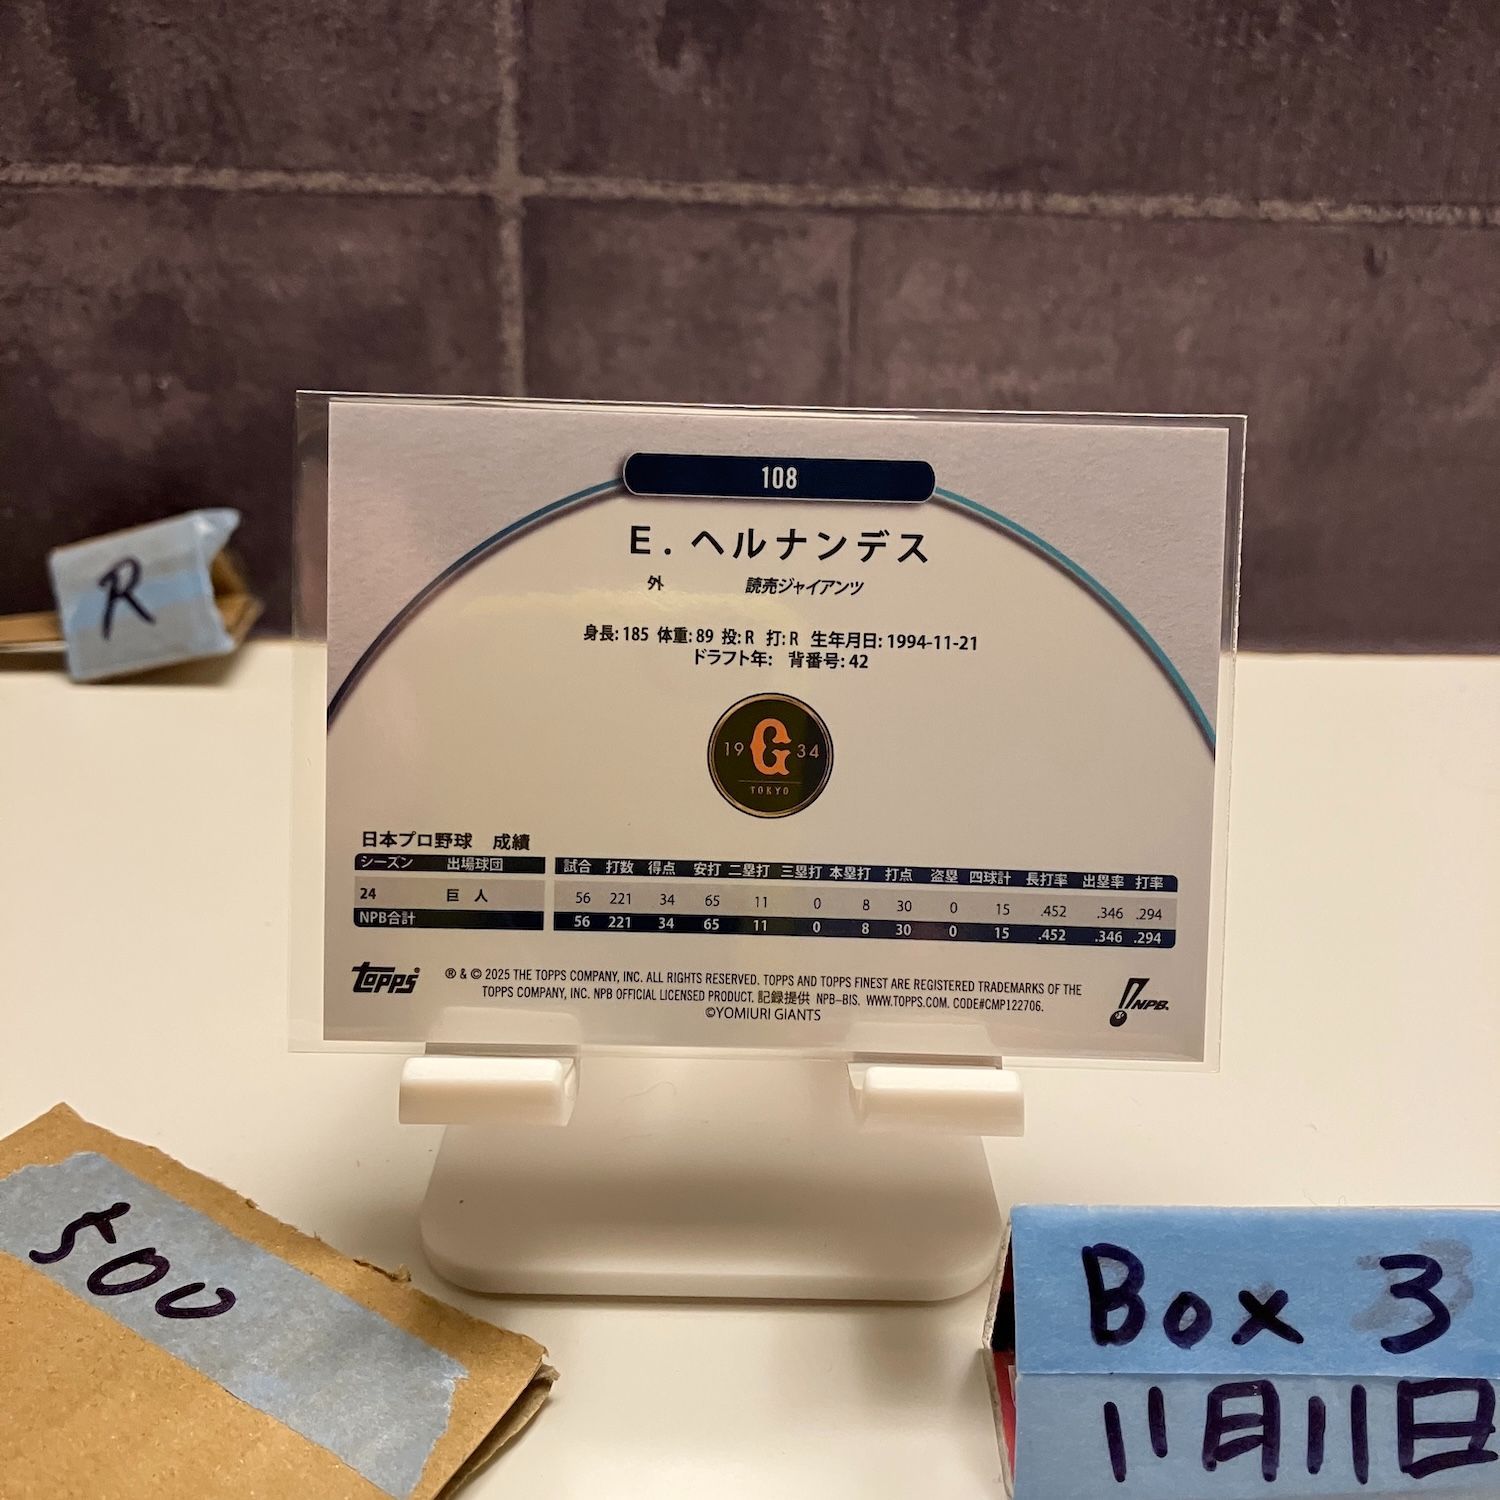 108
E. ヘルナンデス
外 読売ジャイアンツ
身長: 185 体重: 89 投: R 打: R 生年月日: 1994-11-21
ドラフト年: 背番号: 42
19 G 34
TOKYO
日本プロ野球 成績
シーズン 出場球団 試合 打数 得点 安打 二塁打 三塁打 本塁打 打点 盗塁 四球計 長打率 出塁率 打率
24 巨人 56 221 34 65 11 0 8 30 0 15 .452 .346 .294
NPB合計 56 221 34 65 11 0 8 30 0 15 .452 .346 .294
topps
® & © 2025 THE TOPPS COMPANY, INC. ALL RIGHTS RESERVED. TOPPS AND TOPPS FINEST ARE REGISTERED TRADEMARKS OF THE
TOPPS COMPANY, INC. NPB OFFICIAL LICENSED PRODUCT. 記録提供 NPB-BIS. WWW.TOPPS.COM. CODE#CMP122706.
©YOMIURI GIANTS
NPB
R
500
Box 3
11月11日